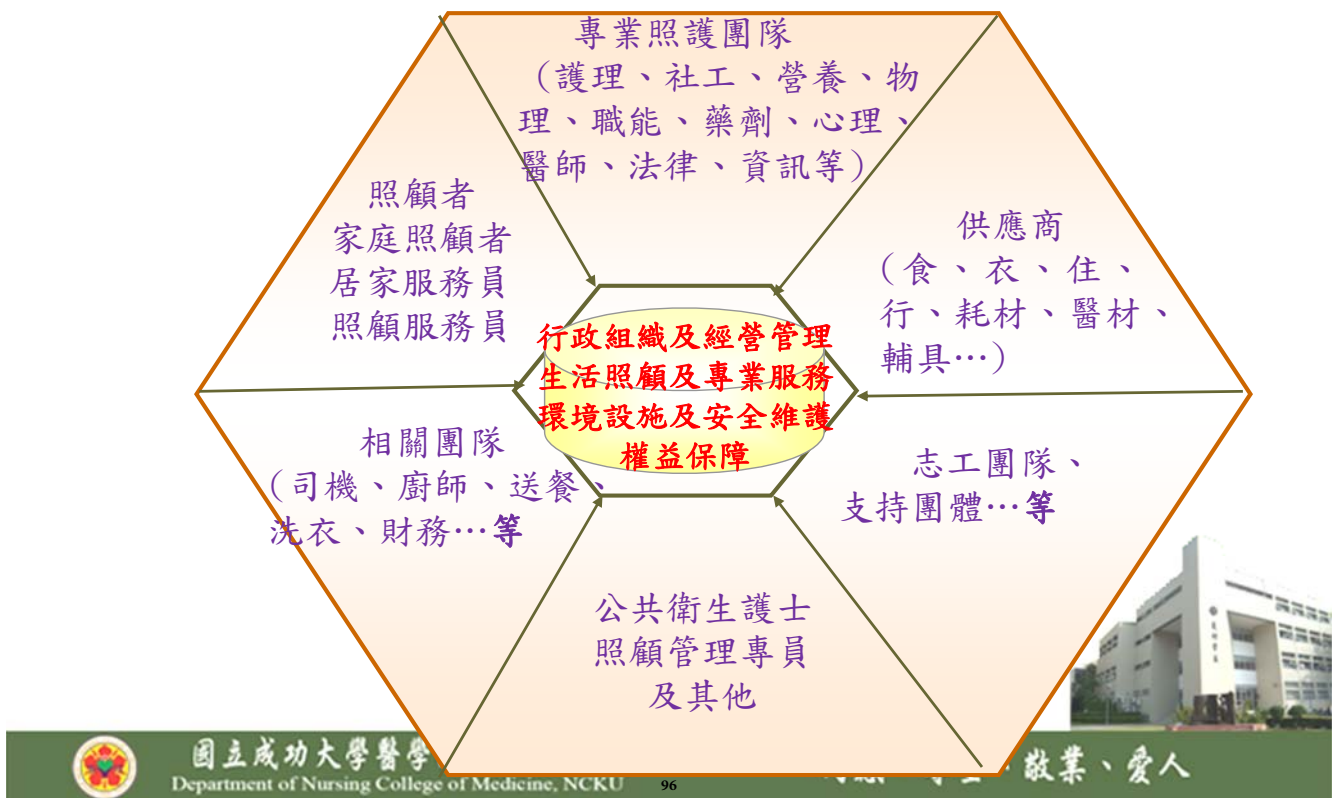 專業照護團隊
（護理、社工、營養、物
理、職能、藥劑、心理、
醫師、法律、資訊等）
照顧者
家庭照顧者
居家服務員
照顧服務員
供應商
（食、衣、住、
行、耗材、醫材、
輔具…）
行政組織及經營管理
生活照顧及專業服務
環境設施及安全維護
權益保障
相關團隊
（司機、廚師、送餐、
洗衣、財務…等
志工團隊、
支持團體…等
公共衛生護士
照顧管理專員
及其他
國立成功大學醫學
Department of Nursing College of Medicine, NCKU
96
敬業、愛人